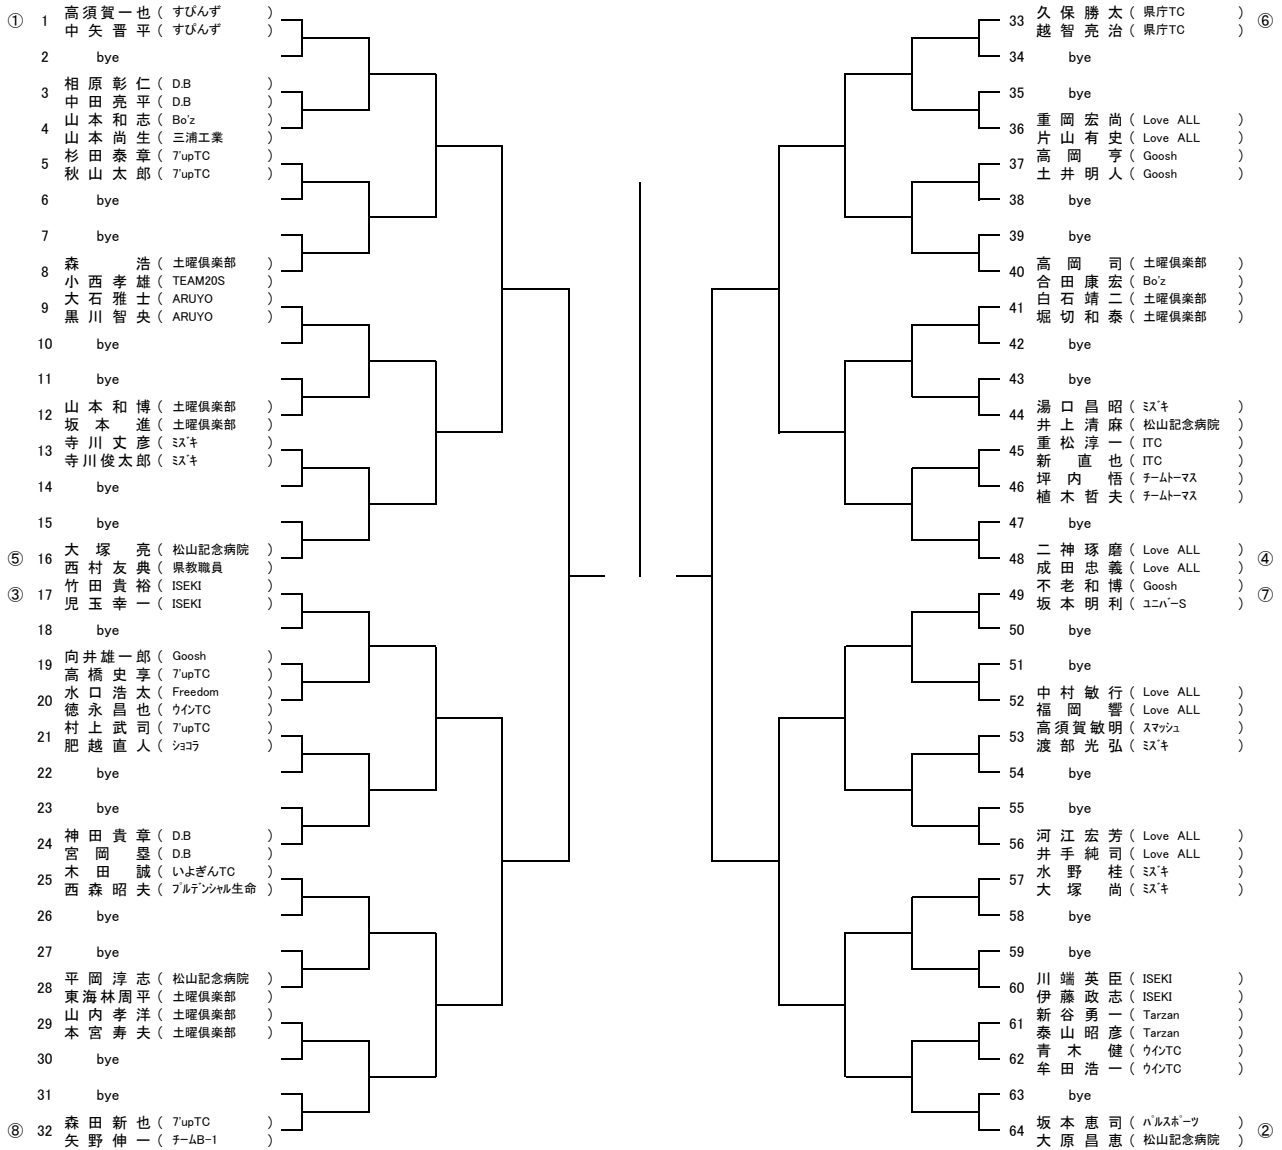 ① 1 高須賀一也 ( すぴんず )
中矢晋平 ( すぴんず )
2 bye
3 相原彰仁 ( D.B )
中田亮平 ( D.B )
4 山本和志 ( Bo'z )
山本尚生 ( 三浦工業 )
5 杉田泰章 ( 7'upTC )
秋山太郎 ( 7'upTC )
6 bye
7 bye
8 森 浩 ( 土曜倶楽部 )
小西孝雄 ( TEAM20S )
9 大石雅士 ( ARUYO )
黒川智央 ( ARUYO )
10 bye
11 bye
12 山本和博 ( 土曜倶楽部 )
坂本 進 ( 土曜倶楽部 )
13 寺川丈彦 ( ﾐｽﾞｷ )
寺川俊太郎 ( ﾐｽﾞｷ )
14 bye
15 bye
⑤ 16 大塚 亮 ( 松山記念病院 )
西村友典 ( 県教職員 )
③ 17 竹田貴裕 ( ISEKI )
児玉幸一 ( ISEKI )
18 bye
19 向井雄一郎 ( Goosh )
高橋史享 ( 7'upTC )
20 水口浩太 ( Freedom )
徳永昌也 ( ｳｲﾝTC )
21 村上武司 ( 7'upTC )
肥越直人 ( ｼｮｺﾗ )
22 bye
23 bye
24 神田貴章 ( D.B )
宮岡 塁 ( D.B )
25 木田 誠 ( いよぎんTC )
西森昭夫 ( ﾌﾟﾙﾃﾞﾝｼｬﾙ生命 )
26 bye
27 bye
28 平岡淳志 ( 松山記念病院 )
東海林周平 ( 土曜倶楽部 )
29 山内孝洋 ( 土曜倶楽部 )
本宮寿夫 ( 土曜倶楽部 )
30 bye
31 bye
⑧ 32 森田新也 ( 7'upTC )
矢野伸一 ( ﾁｰﾑB-1 )
33 久保勝太 ( 県庁TC ) ⑥
越智亮治 ( 県庁TC )
34 bye
35 bye
36 重岡宏尚 ( Love ALL )
片山有史 ( Love ALL )
37 高岡 亨 ( Goosh )
土井明人 ( Goosh )
38 bye
39 bye
40 高岡 司 ( 土曜倶楽部 )
合田康宏 ( Bo'z )
41 白石靖二 ( 土曜倶楽部 )
堀切和泰 ( 土曜倶楽部 )
42 bye
43 bye
44 湯口昌昭 ( ﾐｽﾞｷ )
井上清麻 ( 松山記念病院 )
45 重松淳一 ( ITC )
新 直也 ( ITC )
46 坪内 悟 ( ﾁｰﾑﾄｰﾏｽ )
植木哲夫 ( ﾁｰﾑﾄｰﾏｽ )
47 bye
48 二神琢磨 ( Love ALL ) ④
成田忠義 ( Love ALL )
49 不老和博 ( Goosh ) ⑦
坂本明利 ( ﾕﾆﾊﾞｰS )
50 bye
51 bye
52 中村敏行 ( Love ALL )
福岡 響 ( Love ALL )
53 高須賀敏明 ( ｽﾏｯｼｭ )
渡部光弘 ( ﾐｽﾞｷ )
54 bye
55 bye
56 河江宏芳 ( Love ALL )
井手純司 ( Love ALL )
57 水野 桂 ( ﾐｽﾞｷ )
大塚 尚 ( ﾐｽﾞｷ )
58 bye
59 bye
60 川端英臣 ( ISEKI )
伊藤政志 ( ISEKI )
61 新谷勇一 ( Tarzan )
泰山昭彦 ( Tarzan )
62 青木 健 ( ｳｲﾝTC )
牟田浩一 ( ｳｲﾝTC )
63 bye
64 坂本恵司 ( ﾊﾟﾙｽﾎﾟｰﾂ ) ②
大原昌恵 ( 松山記念病院 )